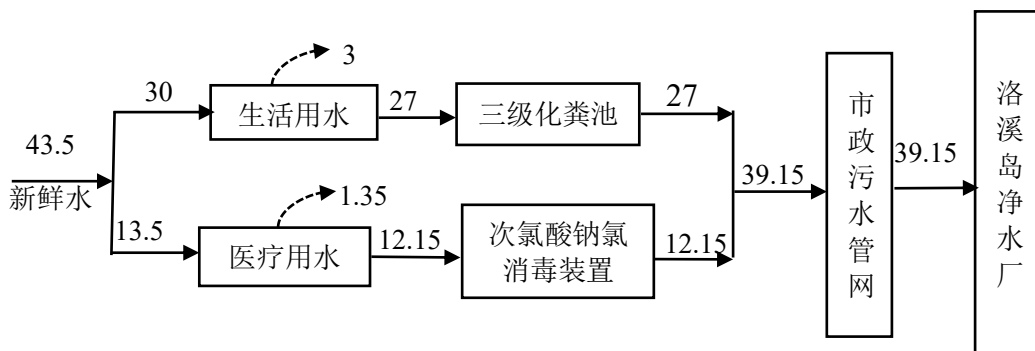 43.5
新鲜水
30
13.5
3
生活用水
27
三级化粪池
27
1.35
医疗用水
12.15
次氯酸钠氯
消毒装置
12.15
39.15
市政污水管网
39.15
洛溪岛净水厂